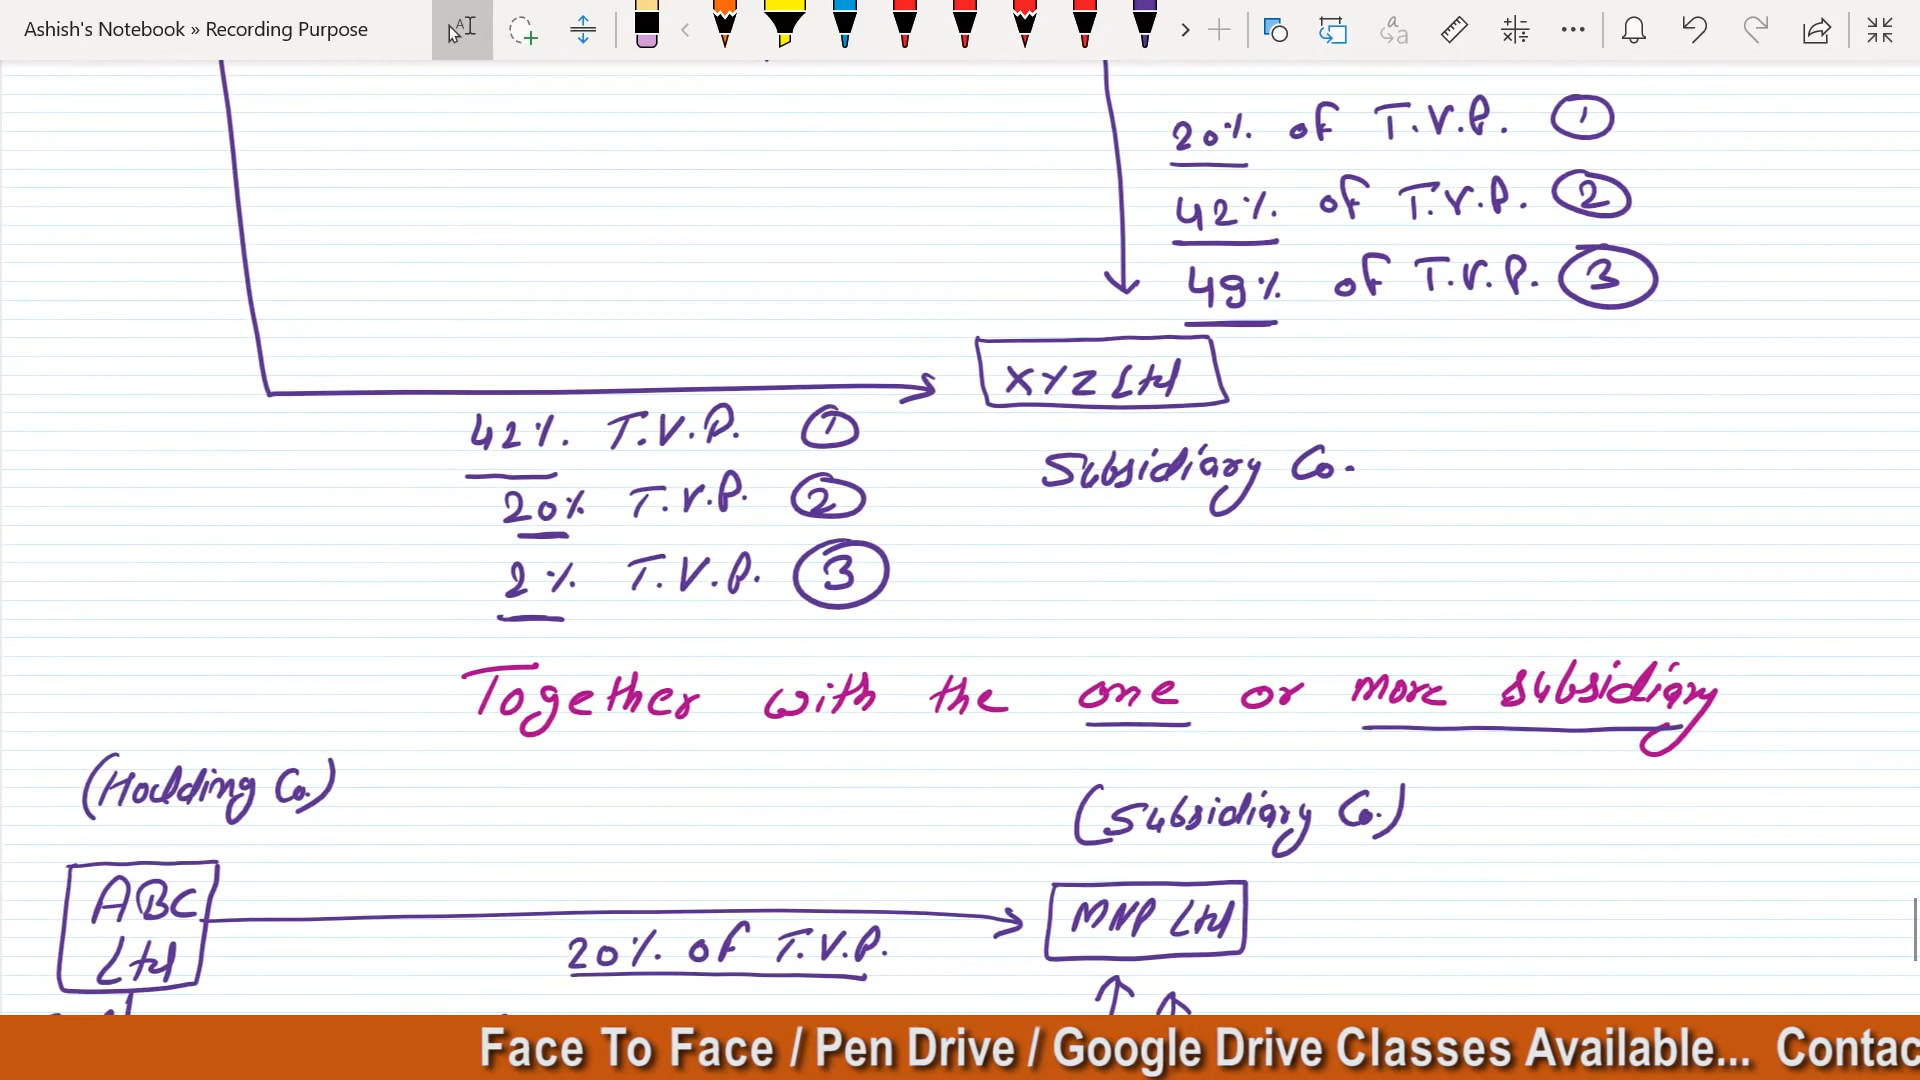 Ashish's Notebook » Recording Purpose
20% of T.V.P. 1
42% of T.V.P. 2
49% of T.V.P. 3
XYZ Ltd
42% T.V.P. 1
Subsidiary Co.
20% T.V.P. 2
2% T.V.P. 3
Together with the one or more subsidiary
(Houlding Co.)
(Subsidiary Co.)
ABC
Ltd
MNP Ltd
20% of T.V.P.
Face To Face / Pen Drive / Google Drive Classes Available... Contac